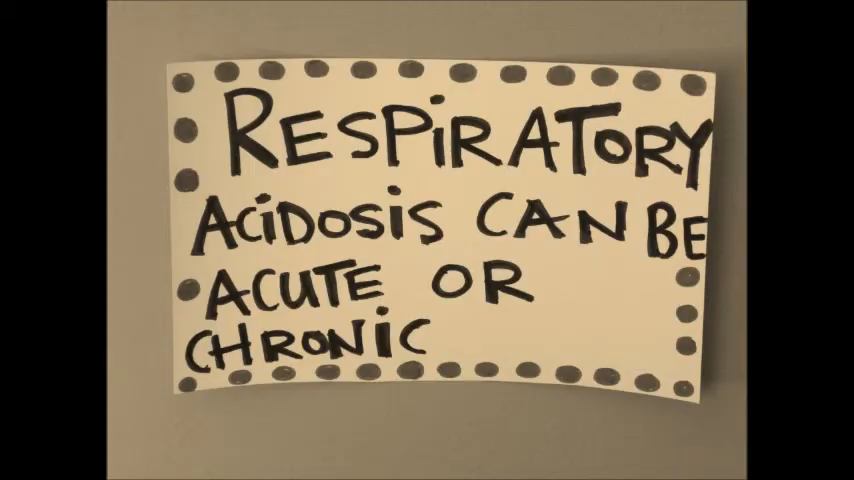 RESPiRATORY
ACiDOSiS CAN BE
ACUTE OR
CHRONiC